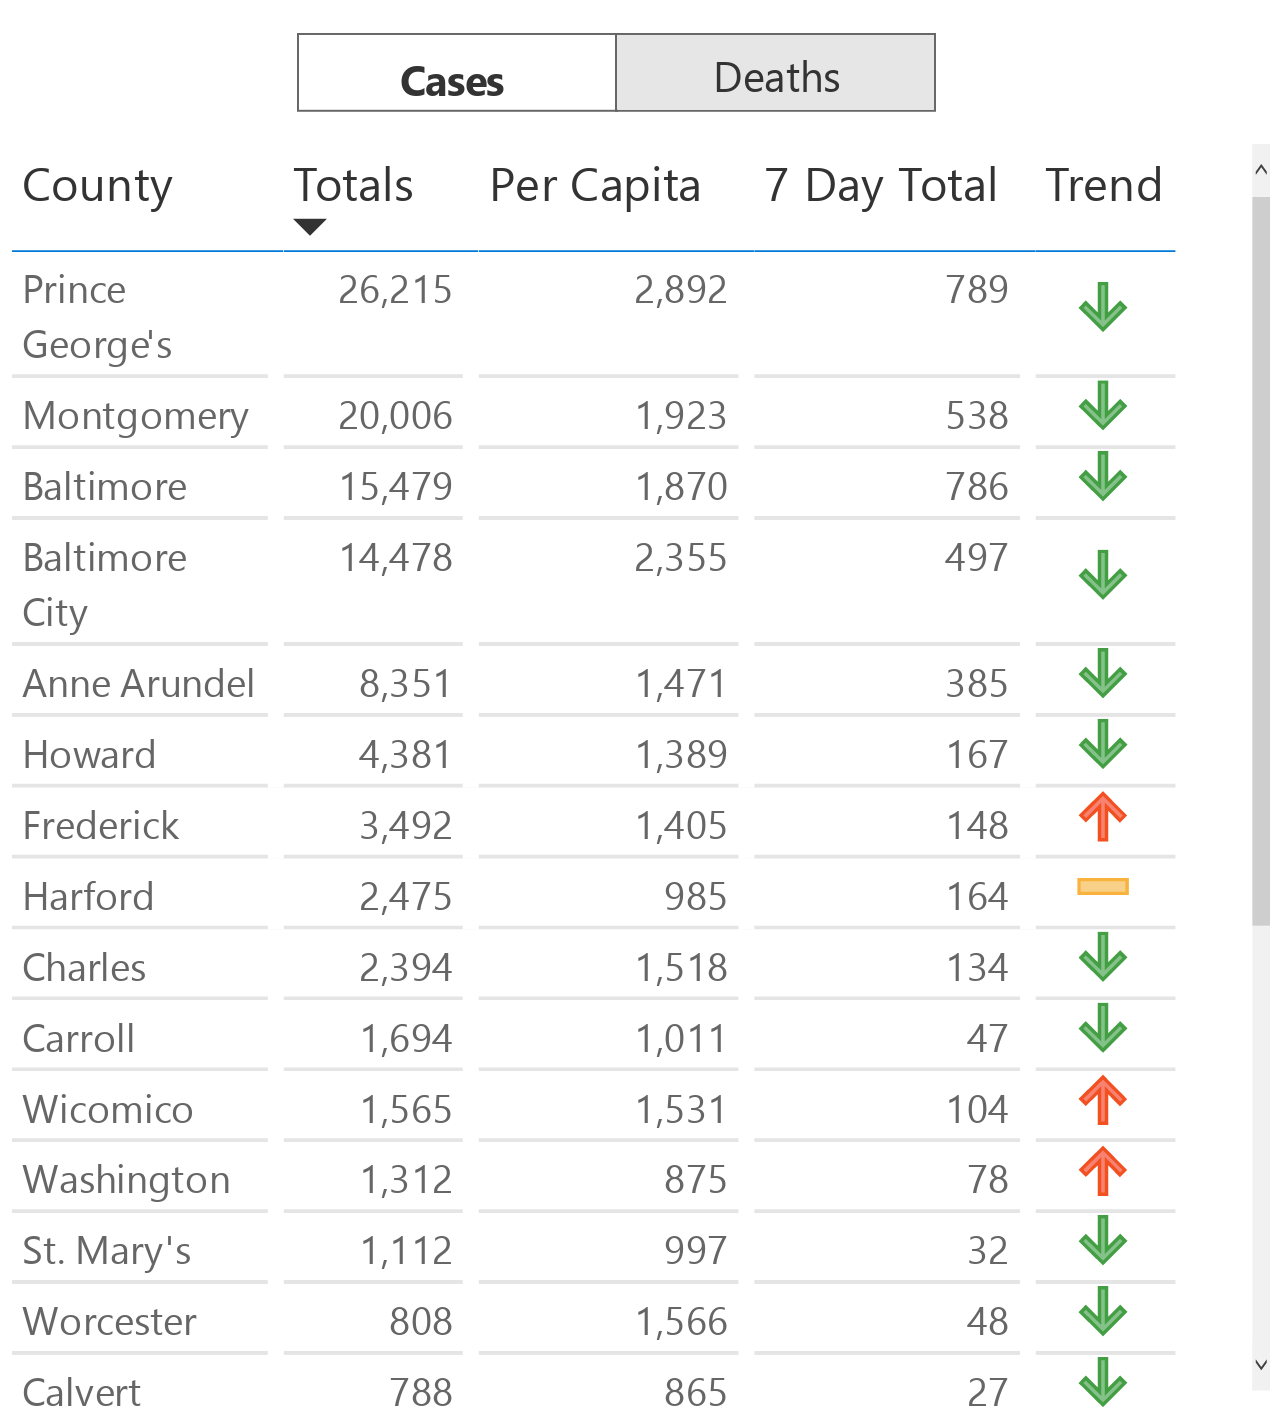 Cases Deaths
County Totals Per Capita 7 Day Total Trend
Prince 26,215 2,892 789
George's
Montgomery 20,006 1,923 538
Baltimore 15,479 1,870 786
Baltimore 14,478 2,355 497
City
Anne Arundel 8,351 1,471 385
Howard 4,381 1,389 167
Frederick 3,492 1,405 148
Harford 2,475 985 164
Charles 2,394 1,518 134
Carroll 1,694 1,011 47
Wicomico 1,565 1,531 104
Washington 1,312 875 78
St. Mary's 1,112 997 32
Worcester 808 1,566 48
Calvert 788 865 27